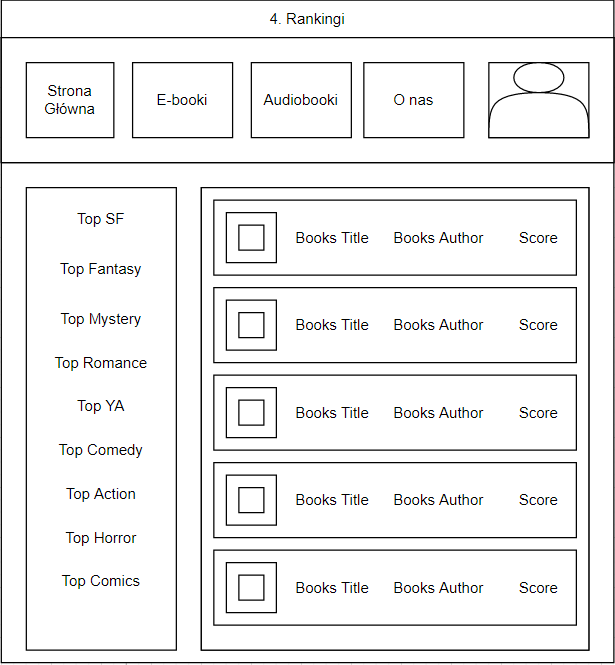 4. Rankingi
Strona
Główna
E-booki
Audiobooki
O nas
Top SF
Top Fantasy
Top Mystery
Top Romance
Top YA
Top Comedy
Top Action
Top Horror
Top Comics
Books Title Books Author Score
Books Title Books Author Score
Books Title Books Author Score
Books Title Books Author Score
Books Title Books Author Score